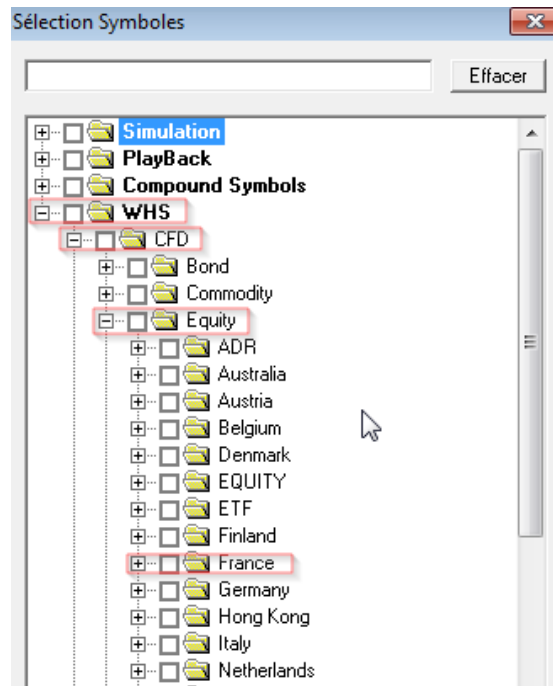 Sélection Symboles
Effacer
Simulation
PlayBack
Compound Symbols
WHS
CFD
Bond
Commodity
Equity
ADR
Australia
Austria
Belgium
Denmark
EQUITY
ETF
Finland
France
Germany
Hong Kong
Italy
Netherlands